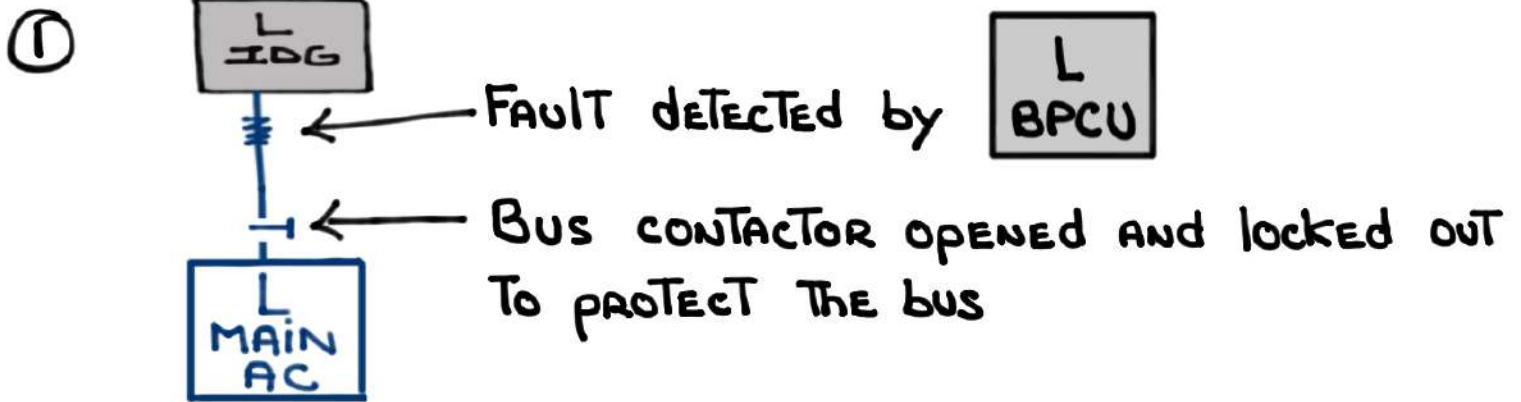 ①
L
IDG
FAULT DETECTED by
L
BPCU
BUS CONTACTOR OPENED AND locked OUT
TO PROTECT THE bus
L
MAIN
AC